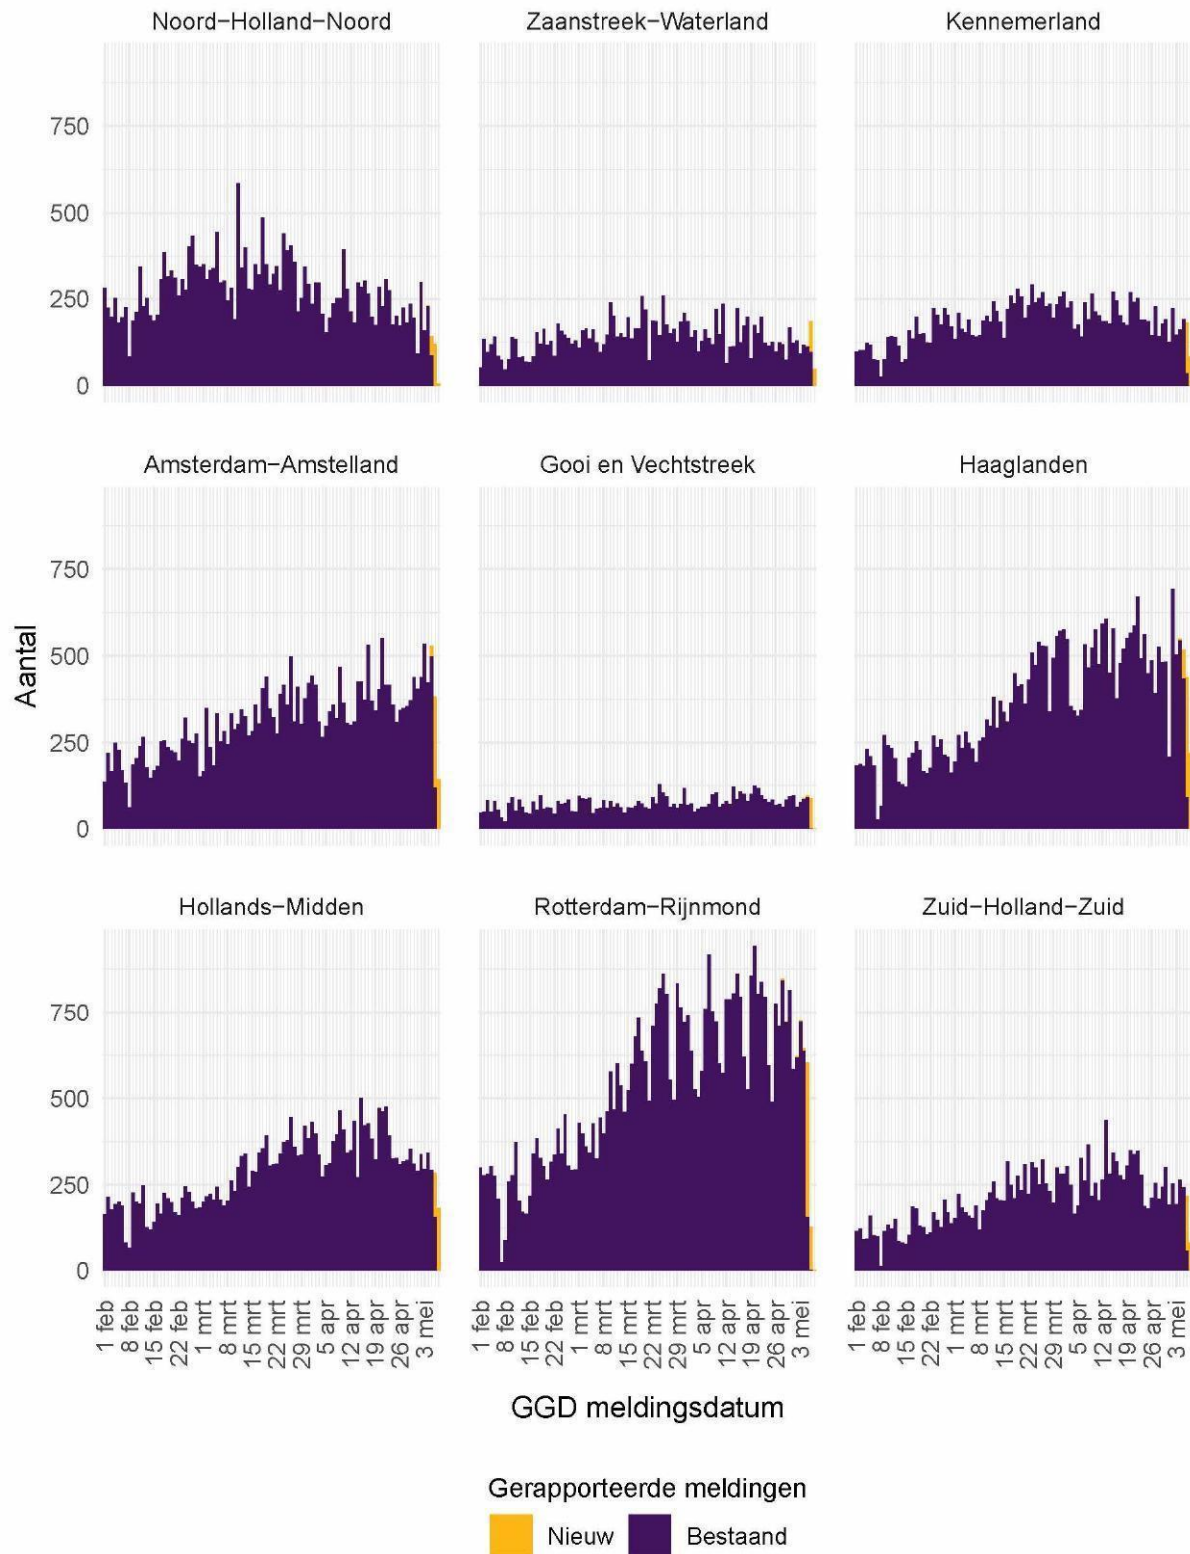 Noord-Holland-Noord
Zaanstreek-Waterland
Kennemerland
750
500
250
0
Amsterdam-Amstelland
Gooi en Vechtstreek
Haaglanden
Aantal
750
500
250
0
Hollands-Midden
Rotterdam-Rijnmond
Zuid-Holland-Zuid
750
500
250
0
1 feb
8 feb
15 feb
22 feb
1 mrt
8 mrt
15 mrt
22 mrt
29 mrt
5 apr
12 apr
19 apr
26 apr
3 mei
1 feb
8 feb
15 feb
22 feb
1 mrt
8 mrt
15 mrt
22 mrt
29 mrt
5 apr
12 apr
19 apr
26 apr
3 mei
1 feb
8 feb
15 feb
22 feb
1 mrt
8 mrt
15 mrt
22 mrt
29 mrt
5 apr
12 apr
19 apr
26 apr
3 mei
GGD meldingsdatum
Gerapporteerde meldingen
Nieuw
Bestaand